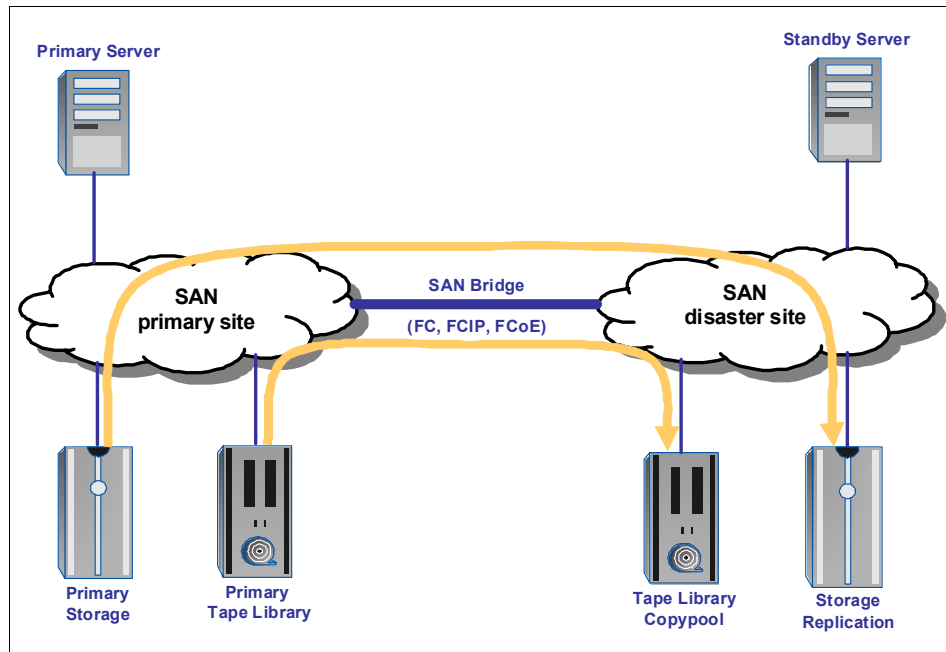 Primary Server
Standby Server
SAN
primary site
SAN Bridge
(FC, FCIP, FCoE)
SAN
disaster site
Primary
Storage
Primary
Tape Library
Tape Library
Copypool
Storage
Replication